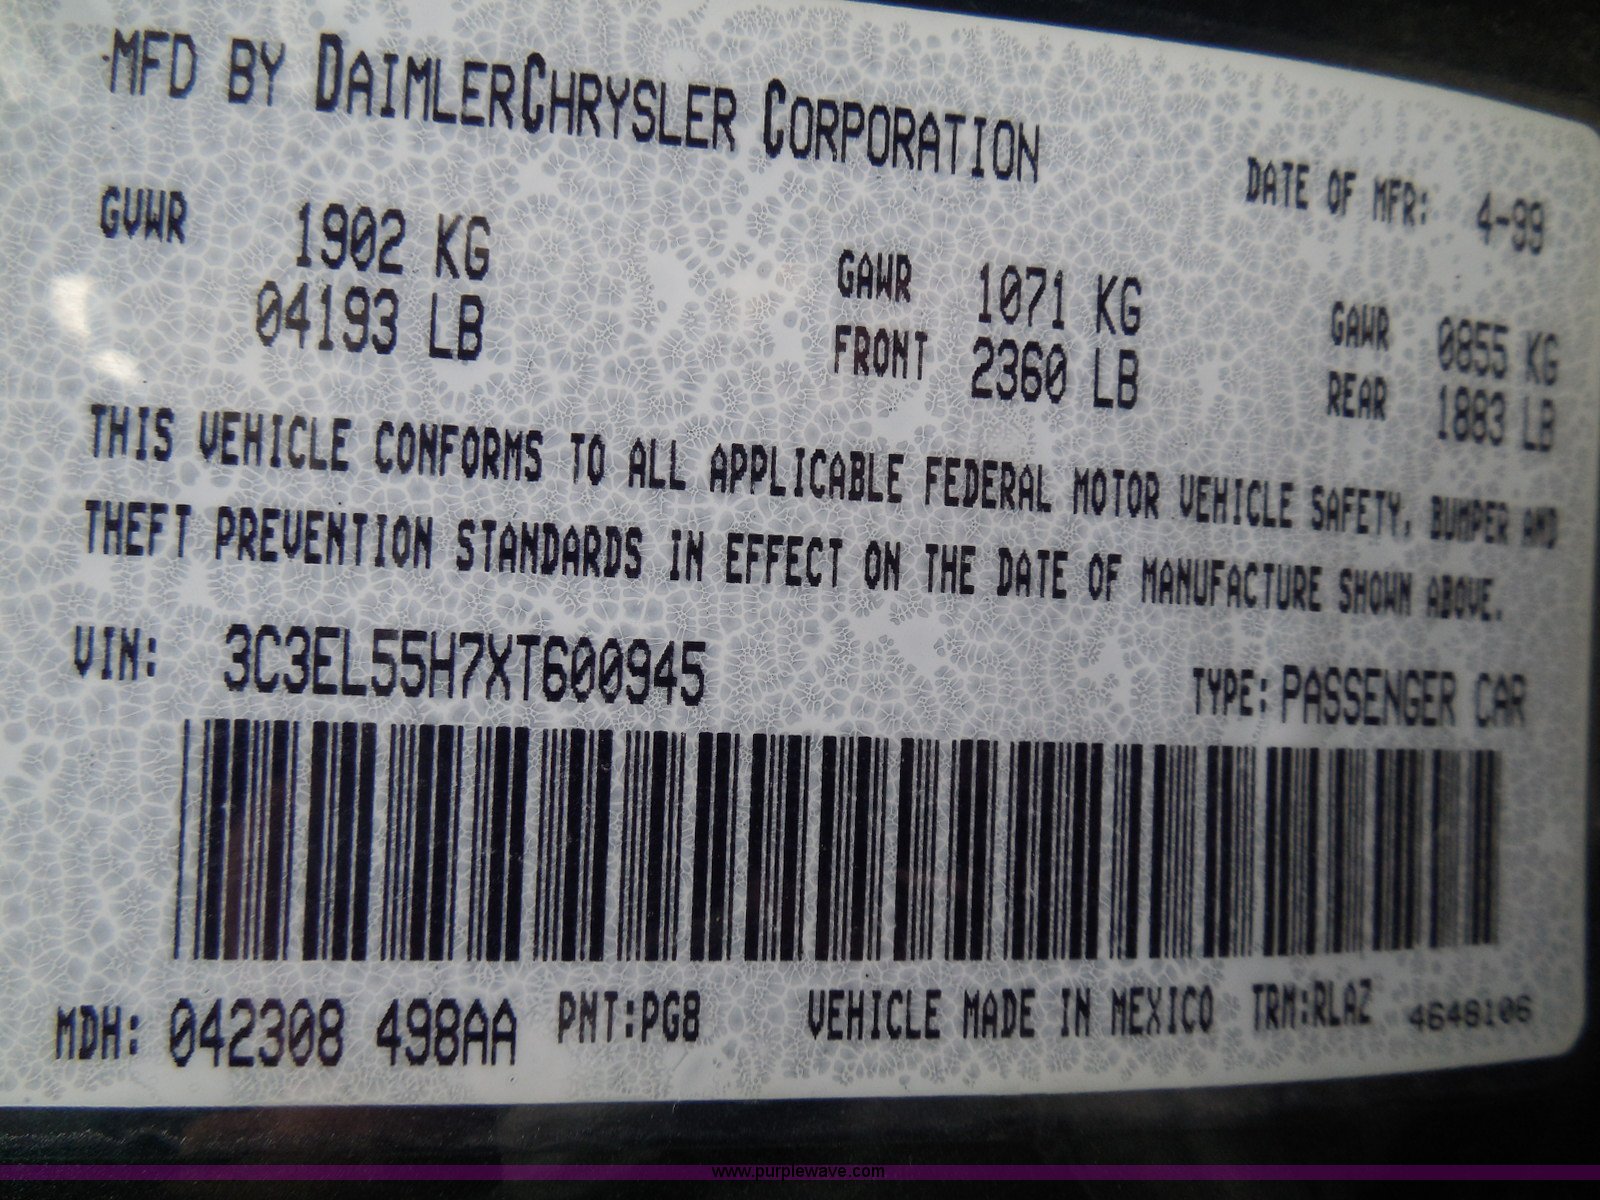 MFD BY DAIMLERCHRYSLER CORPORATION
DATE OF MFR: 4-99
GVWR 1902 KG
04193 LB
GAWR 1071 KG
FRONT 2360 LB
GAWR 0855 KG
REAR 1883 LB
THIS VEHICLE CONFORMS TO ALL APPLICABLE FEDERAL MOTOR VEHICLE SAFETY, BUMPER AND
THEFT PREVENTION STANDARDS IN EFFECT ON THE DATE OF MANUFACTURE SHOWN ABOVE.
VIN: 3C3EL55H7XT600945
TYPE: PASSENGER CAR
MDH: 042308 498AA PNT:PG8 VEHICLE MADE IN MEXICO TRM:RLAZ 4648106
www.purplewave.com